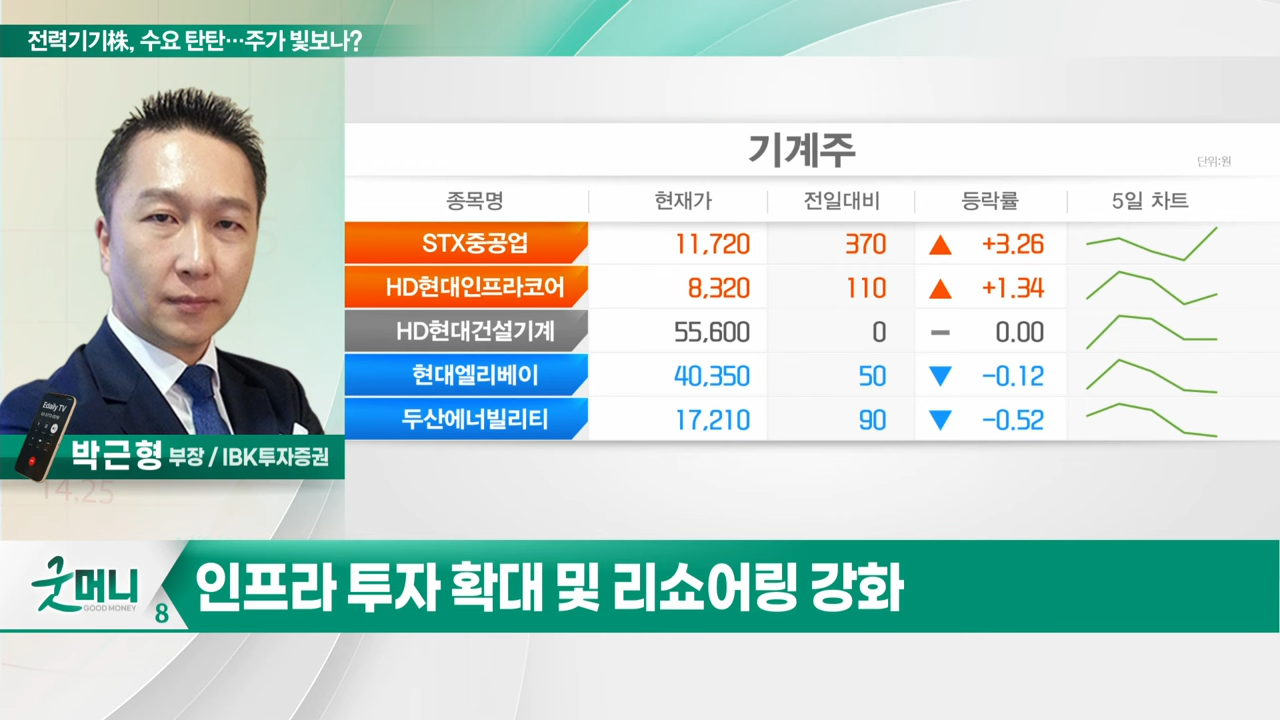 전력기기株, 수요 탄탄…주가 빛보나?
기계주
단위:원
종목명 현재가 전일대비 등락률 5일 차트
STX중공업 11,720 370 ▲ +3.26
HD현대인프라코어 8,320 110 ▲ +1.34
HD현대건설기계 55,600 0 − 0.00
현대엘리베이 40,350 50 ▼ −0.12
두산에너빌리티 17,210 90 ▼ −0.52
Edaily TV
박근형 부장 / IBK투자증권
14.25
굿머니
GOOD MONEY
8
인프라 투자 확대 및 리쇼어링 강화